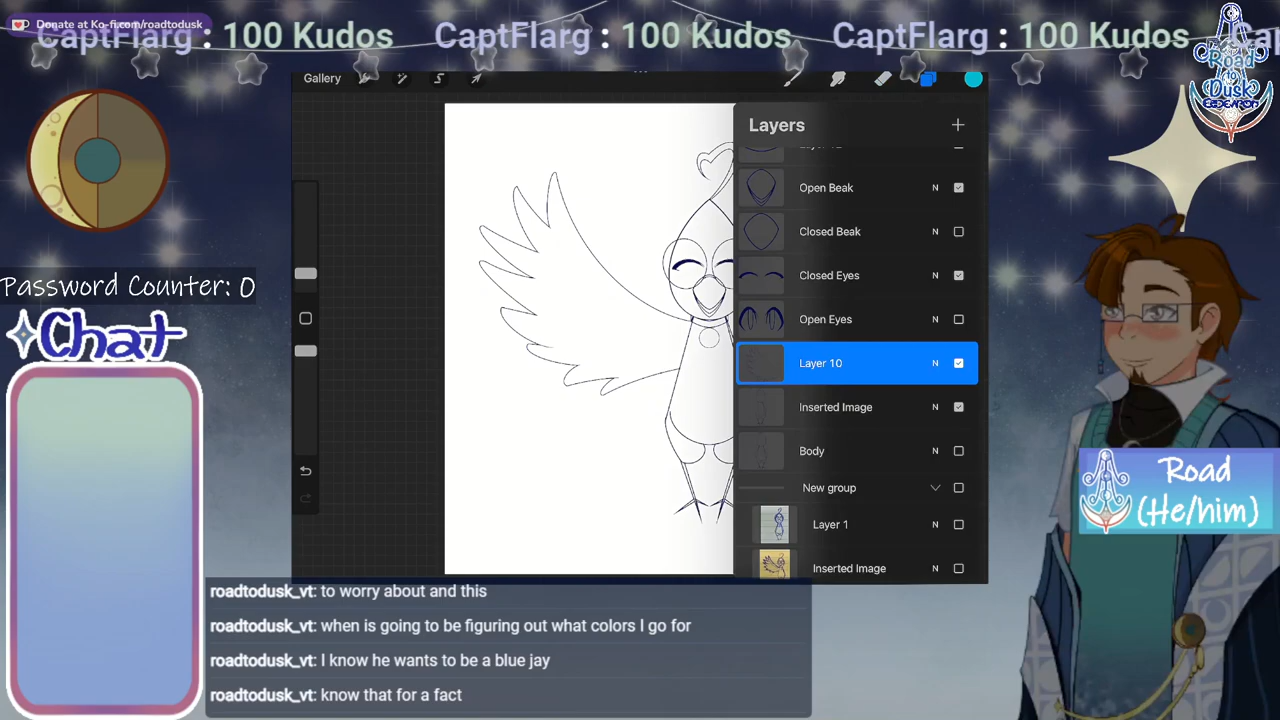 Donate at Ko-fi.com/roadtodusk
CaptFlarg : 100 Kudos CaptFlarg : 100 Kudos CaptFlarg : 100 Kudos
Road
to
Dusk
Gallery
Layers
Open Beak N
Closed Beak N
Closed Eyes N
Open Eyes N
Layer 10 N
Inserted Image N
Body N
New group
Layer 1 N
Inserted Image N
Password Counter: 0
Chat
Road
(He/him)
roadtodusk_vt: to worry about and this
roadtodusk_vt: when is going to be figuring out what colors I go for
roadtodusk_vt: I know he wants to be a blue jay
roadtodusk_vt: know that for a fact